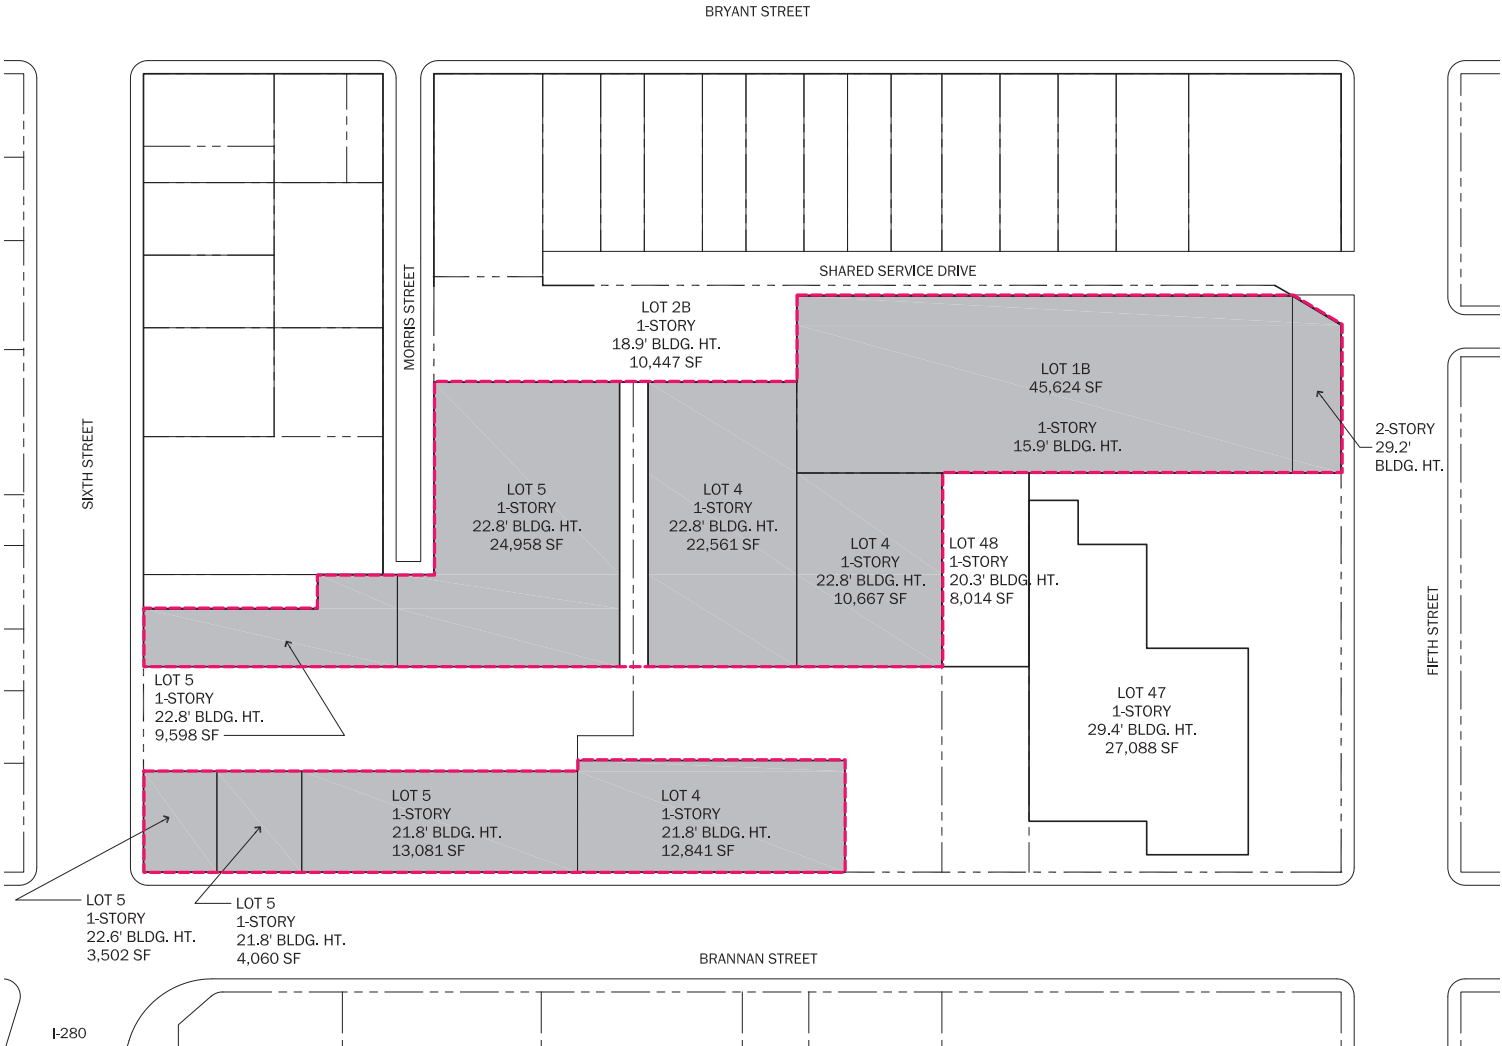 BRYANT STREET
SHARED SERVICE DRIVE
MORRIS STREET
LOT 2B
1-STORY
18.9' BLDG. HT.
10,447 SF
LOT 1B
45,624 SF
1-STORY
15.9' BLDG. HT.
2-STORY
29.2'
BLDG. HT.
SIXTH STREET
LOT 5
1-STORY
22.8' BLDG. HT.
24,958 SF
LOT 4
1-STORY
22.8' BLDG. HT.
22,561 SF
LOT 4
1-STORY
22.8' BLDG. HT.
10,667 SF
LOT 48
1-STORY
20.3' BLDG. HT.
8,014 SF
FIFTH STREET
LOT 5
1-STORY
22.8' BLDG. HT.
9,598 SF
LOT 47
1-STORY
29.4' BLDG. HT.
27,088 SF
LOT 5
1-STORY
21.8' BLDG. HT.
13,081 SF
LOT 4
1-STORY
21.8' BLDG. HT.
12,841 SF
LOT 5
1-STORY
22.6' BLDG. HT.
3,502 SF
LOT 5
1-STORY
21.8' BLDG. HT.
4,060 SF
BRANNAN STREET
I-280